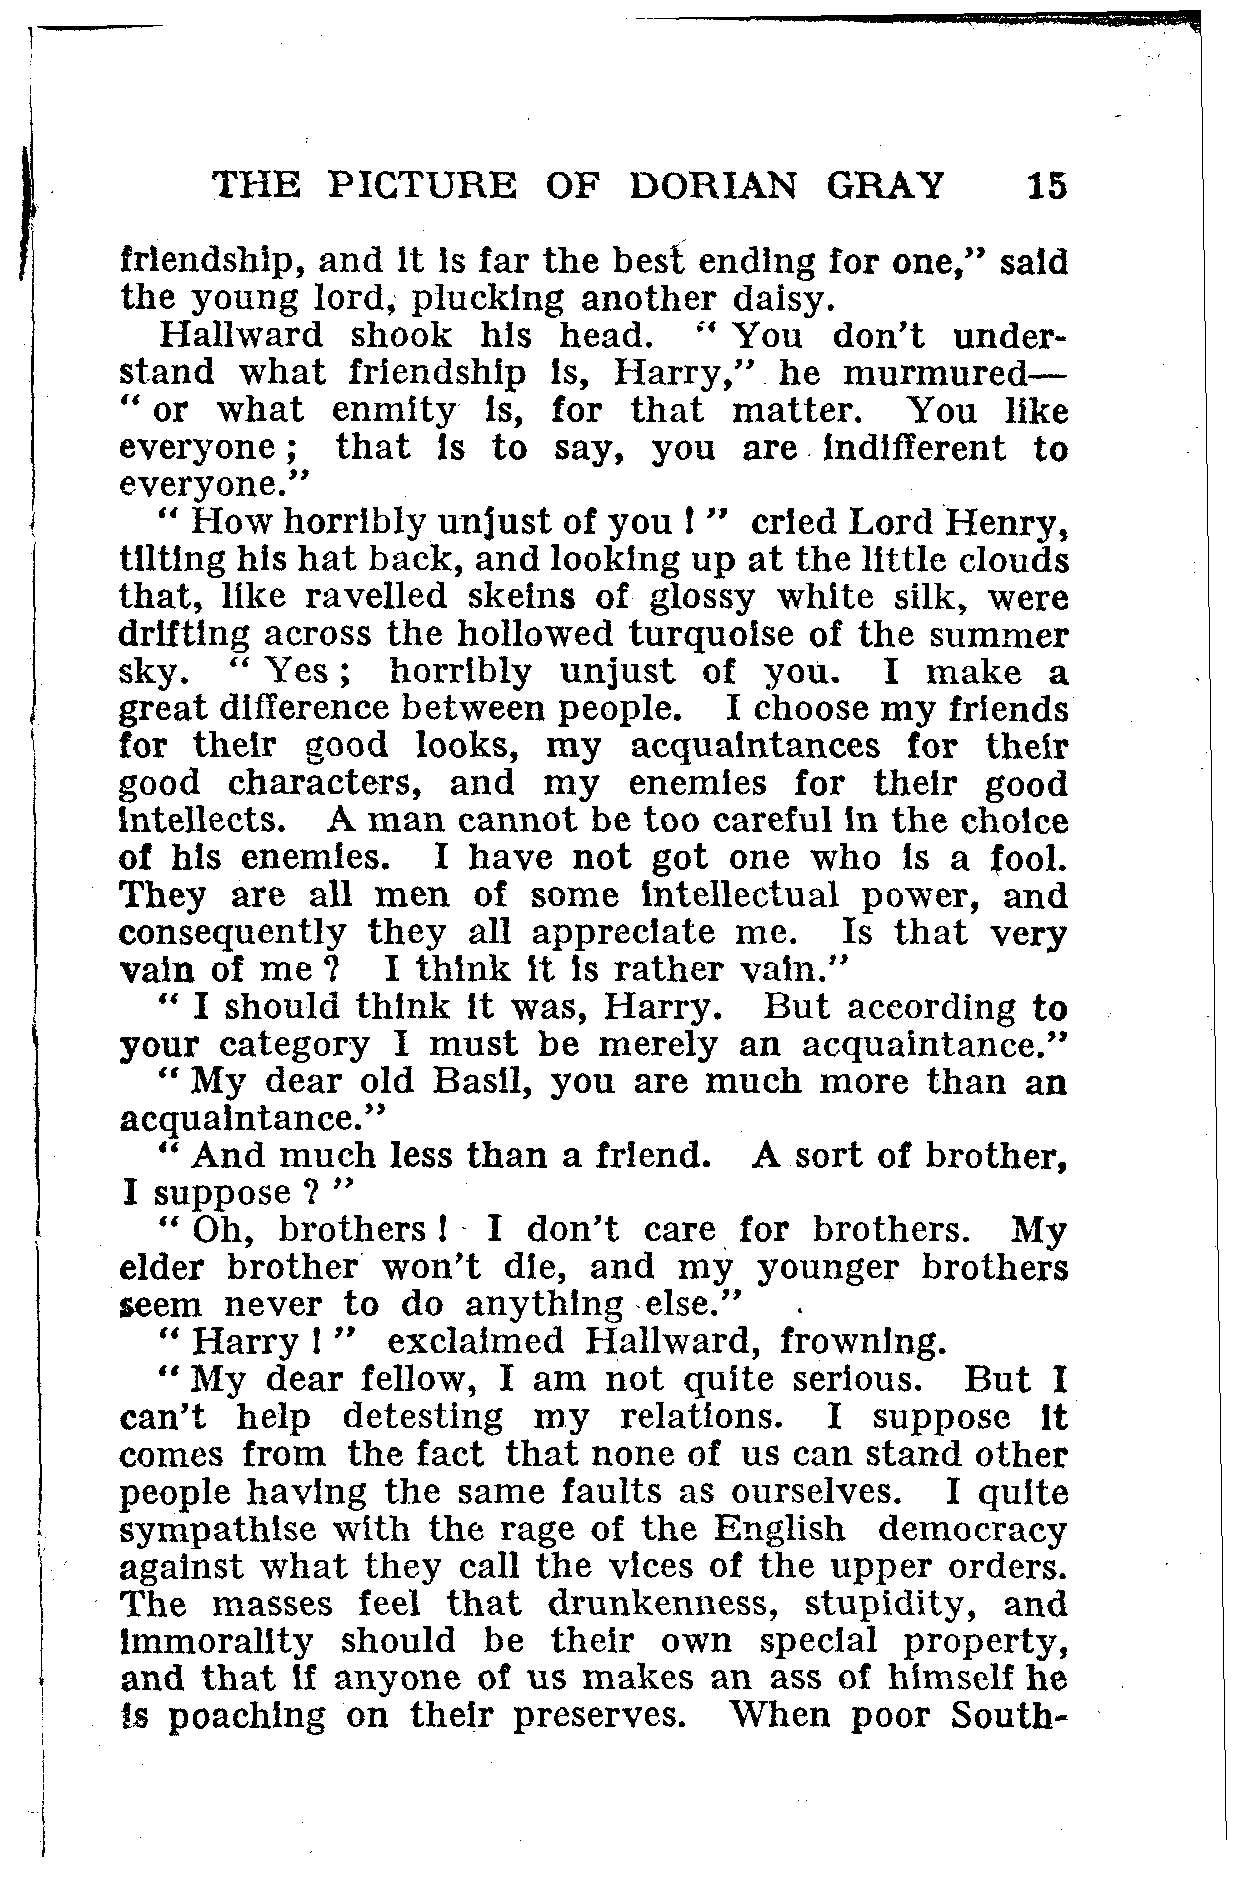 THE PICTURE OF DORIAN GRAY 15
friendship, and it is far the best ending for one,” said
the young lord, plucking another daisy.
Hallward shook his head. “ You don’t under-
stand what friendship is, Harry,” he murmured—
“ or what enmity is, for that matter. You like
everyone ; that is to say, you are indifferent to
everyone.”
“ How horribly unjust of you ! ” cried Lord Henry,
tilting his hat back, and looking up at the little clouds
that, like ravelled skeins of glossy white silk, were
drifting across the hollowed turquoise of the summer
sky. “ Yes ; horribly unjust of you. I make a
great difference between people. I choose my friends
for their good looks, my acquaintances for their
good characters, and my enemies for their good
intellects. A man cannot be too careful in the choice
of his enemies. I have not got one who is a fool.
They are all men of some intellectual power, and
consequently they all appreciate me. Is that very
vain of me ? I think it is rather vain.”
“ I should think it was, Harry. But according to
your category I must be merely an acquaintance.”
“ My dear old Basil, you are much more than an
acquaintance.”
“ And much less than a friend. A sort of brother,
I suppose ? ”
“ Oh, brothers ! I don’t care for brothers. My
elder brother won’t die, and my younger brothers
seem never to do anything else.”
“ Harry ! ” exclaimed Hallward, frowning.
“ My dear fellow, I am not quite serious. But I
can’t help detesting my relations. I suppose it
comes from the fact that none of us can stand other
people having the same faults as ourselves. I quite
sympathise with the rage of the English democracy
against what they call the vices of the upper orders.
The masses feel that drunkenness, stupidity, and
immorality should be their own special property,
and that if anyone of us makes an ass of himself he
is poaching on their preserves. When poor South-